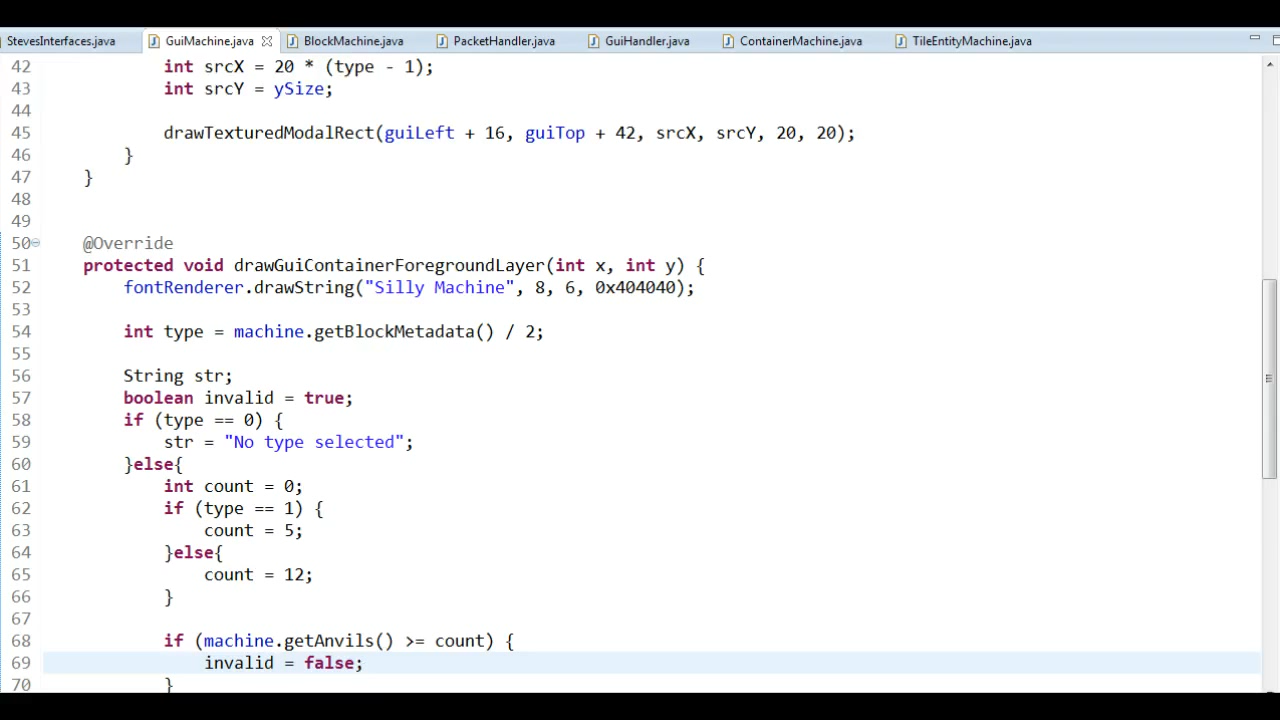 StevesInterfaces.java GuiMachine.java BlockMachine.java PacketHandler.java GuiHandler.java ContainerMachine.java TileEntityMachine.java
42 int srcX = 20 * (type - 1);
43 int srcY = ySize;
44
45 drawTexturedModalRect(guiLeft + 16, guiTop + 42, srcX, srcY, 20, 20);
46 }
47 }
48
49
50 @Override
51 protected void drawGuiContainerForegroundLayer(int x, int y) {
52 fontRenderer.drawString("Silly Machine", 8, 6, 0x404040);
53
54 int type = machine.getBlockMetadata() / 2;
55
56 String str;
57 boolean invalid = true;
58 if (type == 0) {
59 str = "No type selected";
60 }else{
61 int count = 0;
62 if (type == 1) {
63 count = 5;
64 }else{
65 count = 12;
66 }
67
68 if (machine.getAnvils() >= count) {
69 invalid = false;
70 }